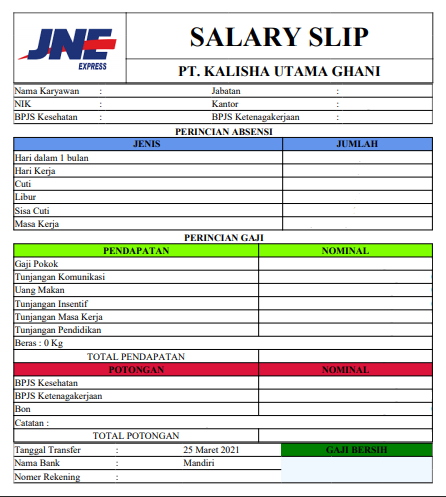 JNE
EXPRESS
SALARY SLIP
PT. KALISHA UTAMA GHANI
Nama Karyawan : Jabatan :
NIK : Kantor :
BPJS Kesehatan : BPJS Ketenagakerjaan :
PERINCIAN ABSENSI
JENIS JUMLAH
Hari dalam 1 bulan
Hari Kerja
Cuti
Libur
Sisa Cuti
Masa Kerja
PERINCIAN GAJI
PENDAPATAN NOMINAL
Gaji Pokok
Tunjangan Komunikasi
Uang Makan
Tunjangan Insentif
Tunjangan Masa Kerja
Tunjangan Pendidikan
Beras : 0 Kg
TOTAL PENDAPATAN
POTONGAN NOMINAL
BPJS Kesehatan
BPJS Ketenagakerjaan
Bon
Catatan :
TOTAL POTONGAN
Tanggal Transfer : 25 Maret 2021 GAJI BERSIH
Nama Bank : Mandiri
Nomer Rekening :